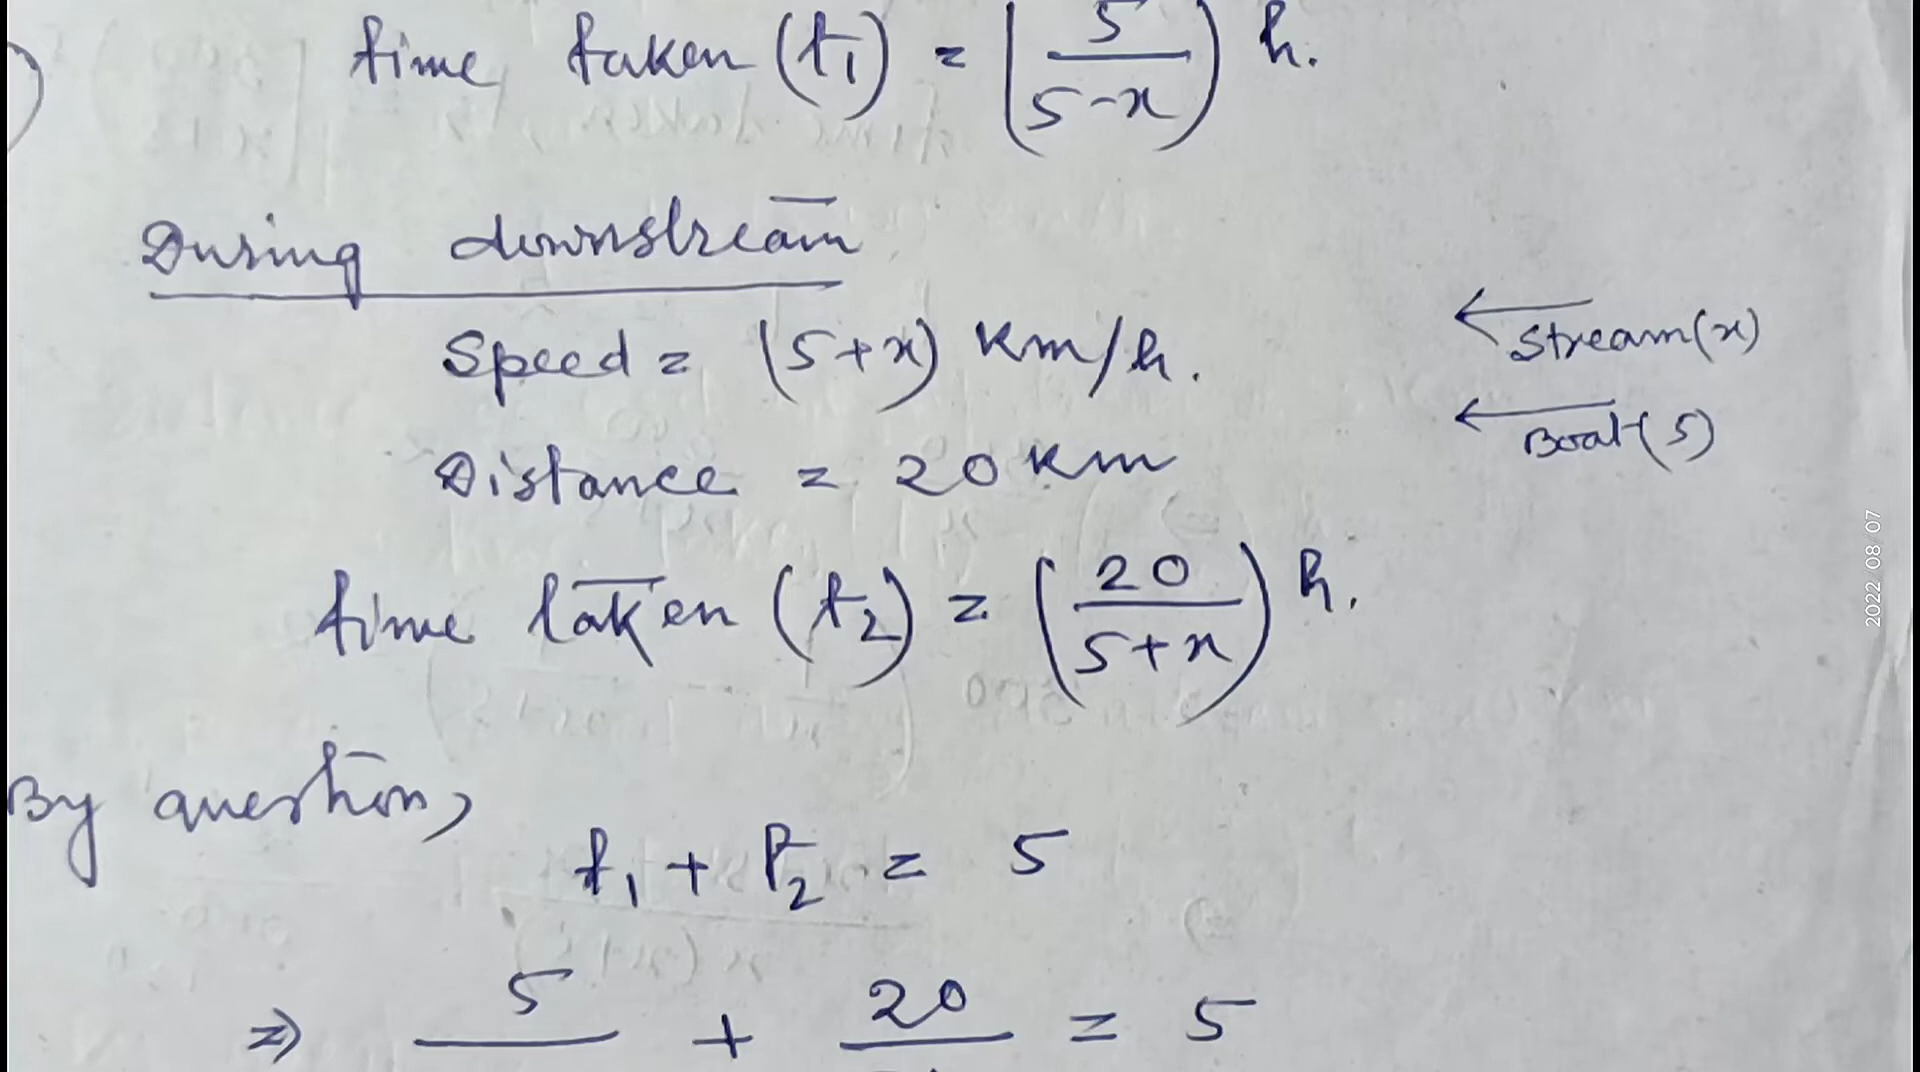 time taken (t₁) = (5/(5-x)) h.
During downstream
Speed = (5+x) km/h.
Stream(x)
Boat(5)
Distance = 20 km
time taken (t₂) = (20/(5+x)) h.
2022 08 07
By question,
t₁ + t₂ = 5
⇒ 5/ + 20/ = 5